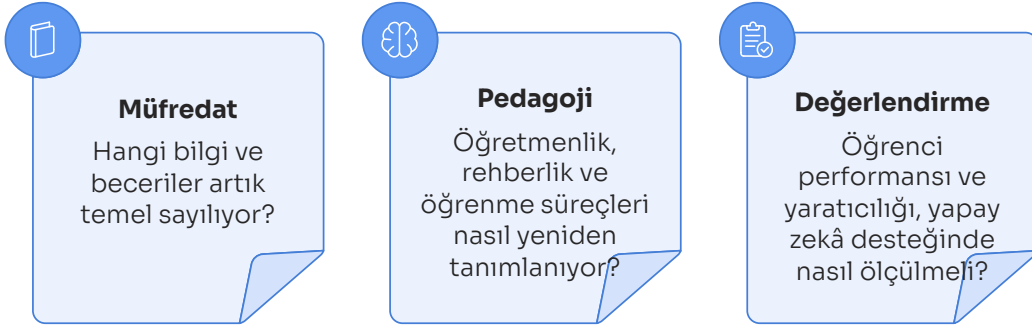 Müfredat
Hangi bilgi ve
beceriler artık
temel sayılıyor?
Pedagoji
Öğretmenlik,
rehberlik ve
öğrenme süreçleri
nasıl yeniden
tanımlanıyor?
Değerlendirme
Öğrenci
performansı ve
yaratıcılığı, yapay
zekâ desteğinde
nasıl ölçülmeli?